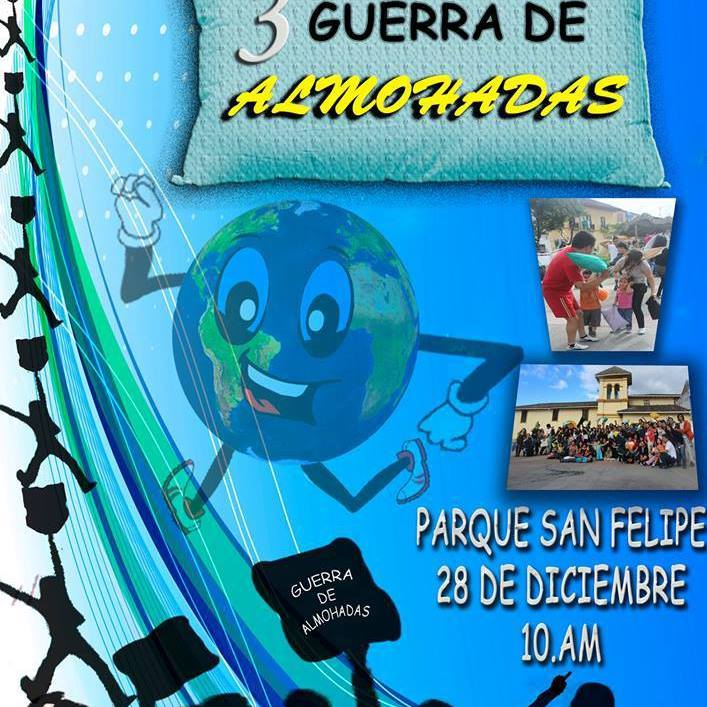 3 GUERRA DE
ALMOHADAS
PARQUE SAN FELIPE
28 DE DICIEMBRE
10.AM
GUERRA
DE
ALMOHADAS